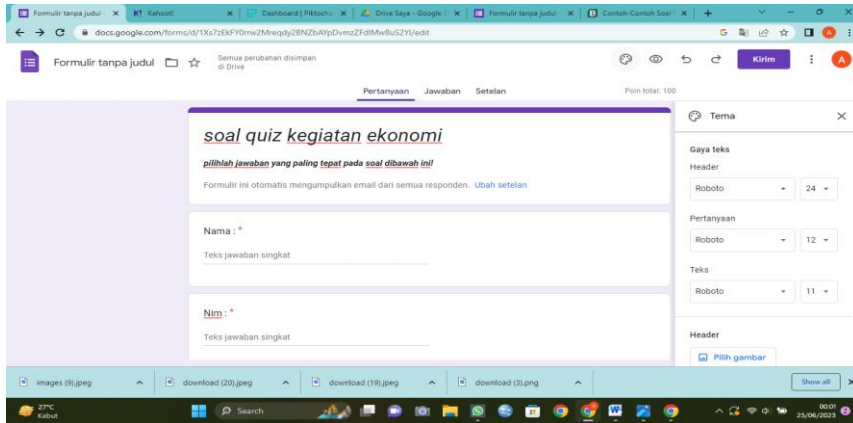 Formulir tanpa judul
Kahoot!
Dashboard | Piktochar
Drive Saya - Google D
Formulir tanpa judul
Contoh-Contoh Soal
docs.google.com/forms/d/
/edit
Formulir tanpa judul
Semua perubahan disimpan
di Drive
Kirim
A
Pertanyaan Jawaban Setelan
Poin total: 100
soal quiz kegiatan ekonomi
pilihlah jawaban yang paling tepat pada soal dibawah ini!
Formulir ini otomatis mengumpulkan email dari semua responden. Ubah setelan
Nama : *
Teks jawaban singkat
Nim : *
Teks jawaban singkat
Tema
Gaya teks
Header
Roboto 24
Pertanyaan
Roboto 12
Teks
Roboto 11
Header
Pilih gambar
images (9).jpeg
download (20).jpeg
download (19).jpeg
download (3).png
Show all
27°C
Kabut
Search
00:01
25/06/2023